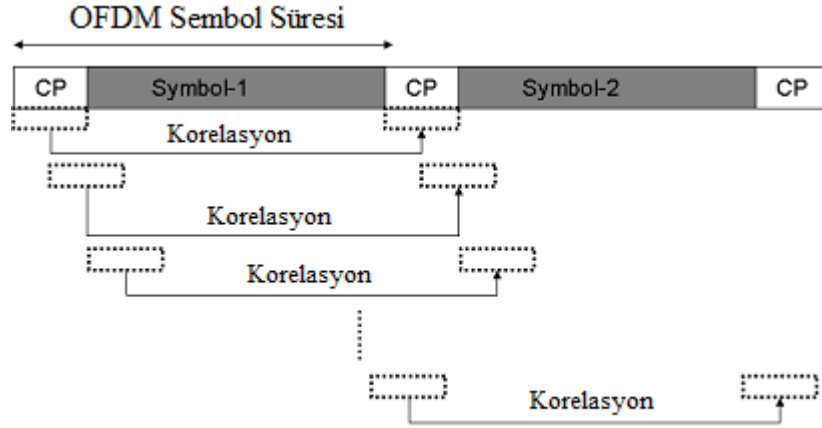 OFDM Sembol Süresi
CP Symbol-1 CP Symbol-2 CP
Korelasyon
Korelasyon
Korelasyon
Korelasyon